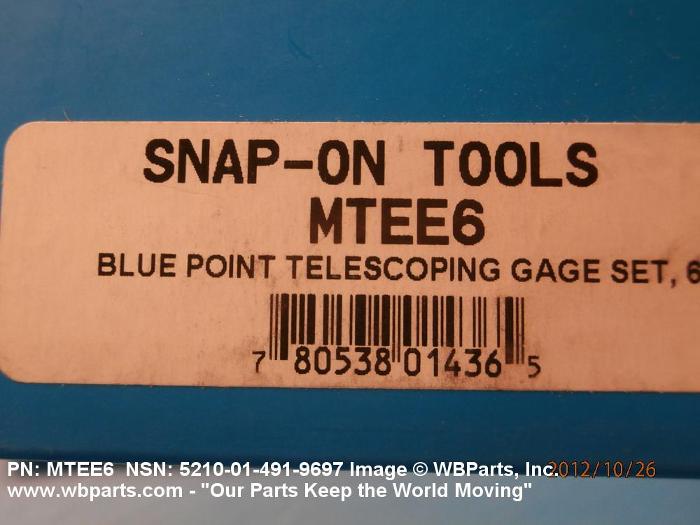 SNAP-ON TOOLS
MTEE6
BLUE POINT TELESCOPING GAGE SET, 6
7 80538 01436 5
PN: MTEE6 NSN: 5210-01-491-9697 Image © WBParts, Inc. 2012/10/26
www.wbparts.com - "Our Parts Keep the World Moving"